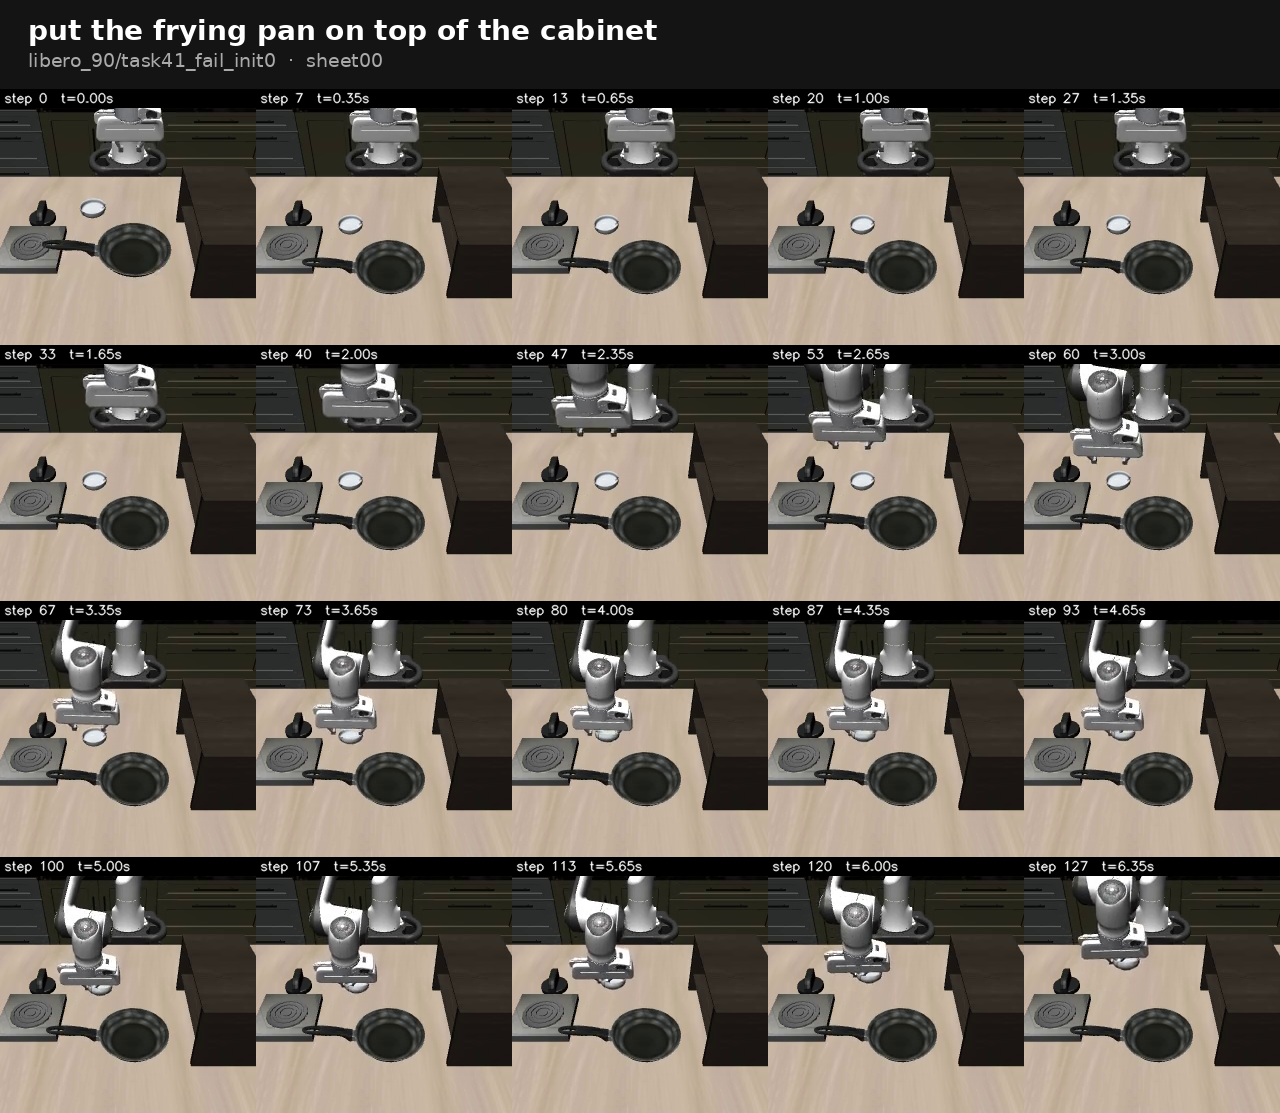 put the frying pan on top of the cabinet
libero_90/task41_fail_init0 · sheet00
step 0 t=0.00s
step 7 t=0.35s
step 13 t=0.65s
step 20 t=1.00s
step 27 t=1.35s
step 33 t=1.65s
step 40 t=2.00s
step 47 t=2.35s
step 53 t=2.65s
step 60 t=3.00s
step 67 t=3.35s
step 73 t=3.65s
step 80 t=4.00s
step 87 t=4.35s
step 93 t=4.65s
step 100 t=5.00s
step 107 t=5.35s
step 113 t=5.65s
step 120 t=6.00s
step 127 t=6.35s